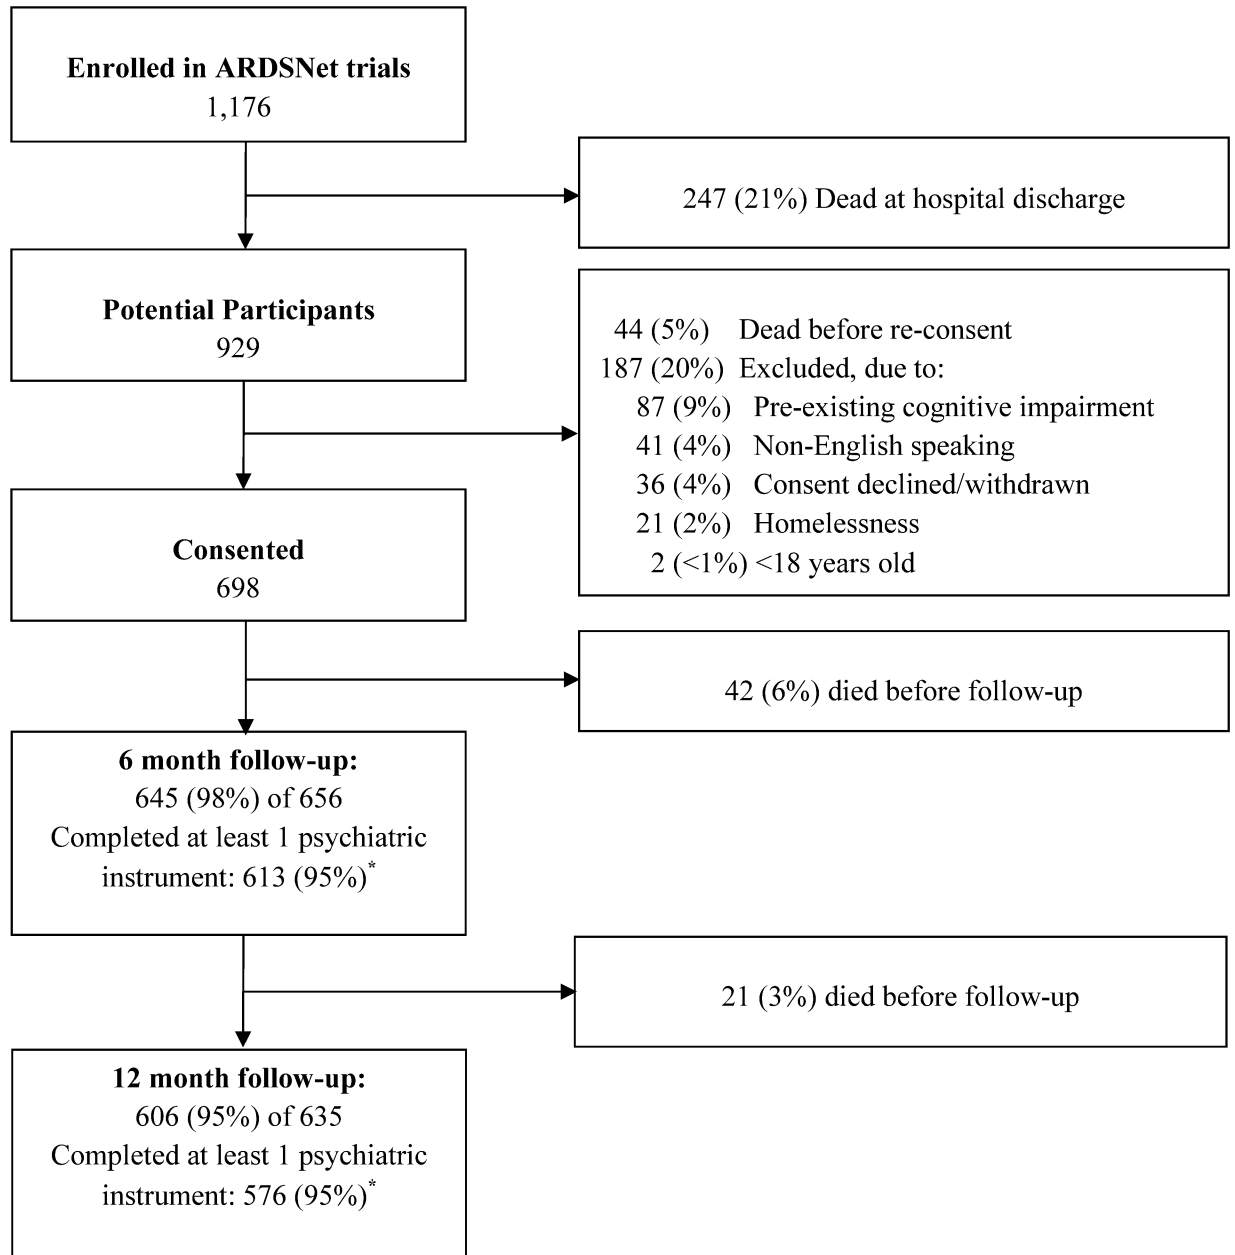 Enrolled in ARDSNet trials
1,176
247 (21%) Dead at hospital discharge
Potential Participants
929
44 (5%) Dead before re-consent
187 (20%) Excluded, due to:
87 (9%) Pre-existing cognitive impairment
41 (4%) Non-English speaking
36 (4%) Consent declined/withdrawn
21 (2%) Homelessness
2 (<1%) <18 years old
Consented
698
42 (6%) died before follow-up
6 month follow-up:
645 (98%) of 656
Completed at least 1 psychiatric
instrument: 613 (95%)*
21 (3%) died before follow-up
12 month follow-up:
606 (95%) of 635
Completed at least 1 psychiatric
instrument: 576 (95%)*